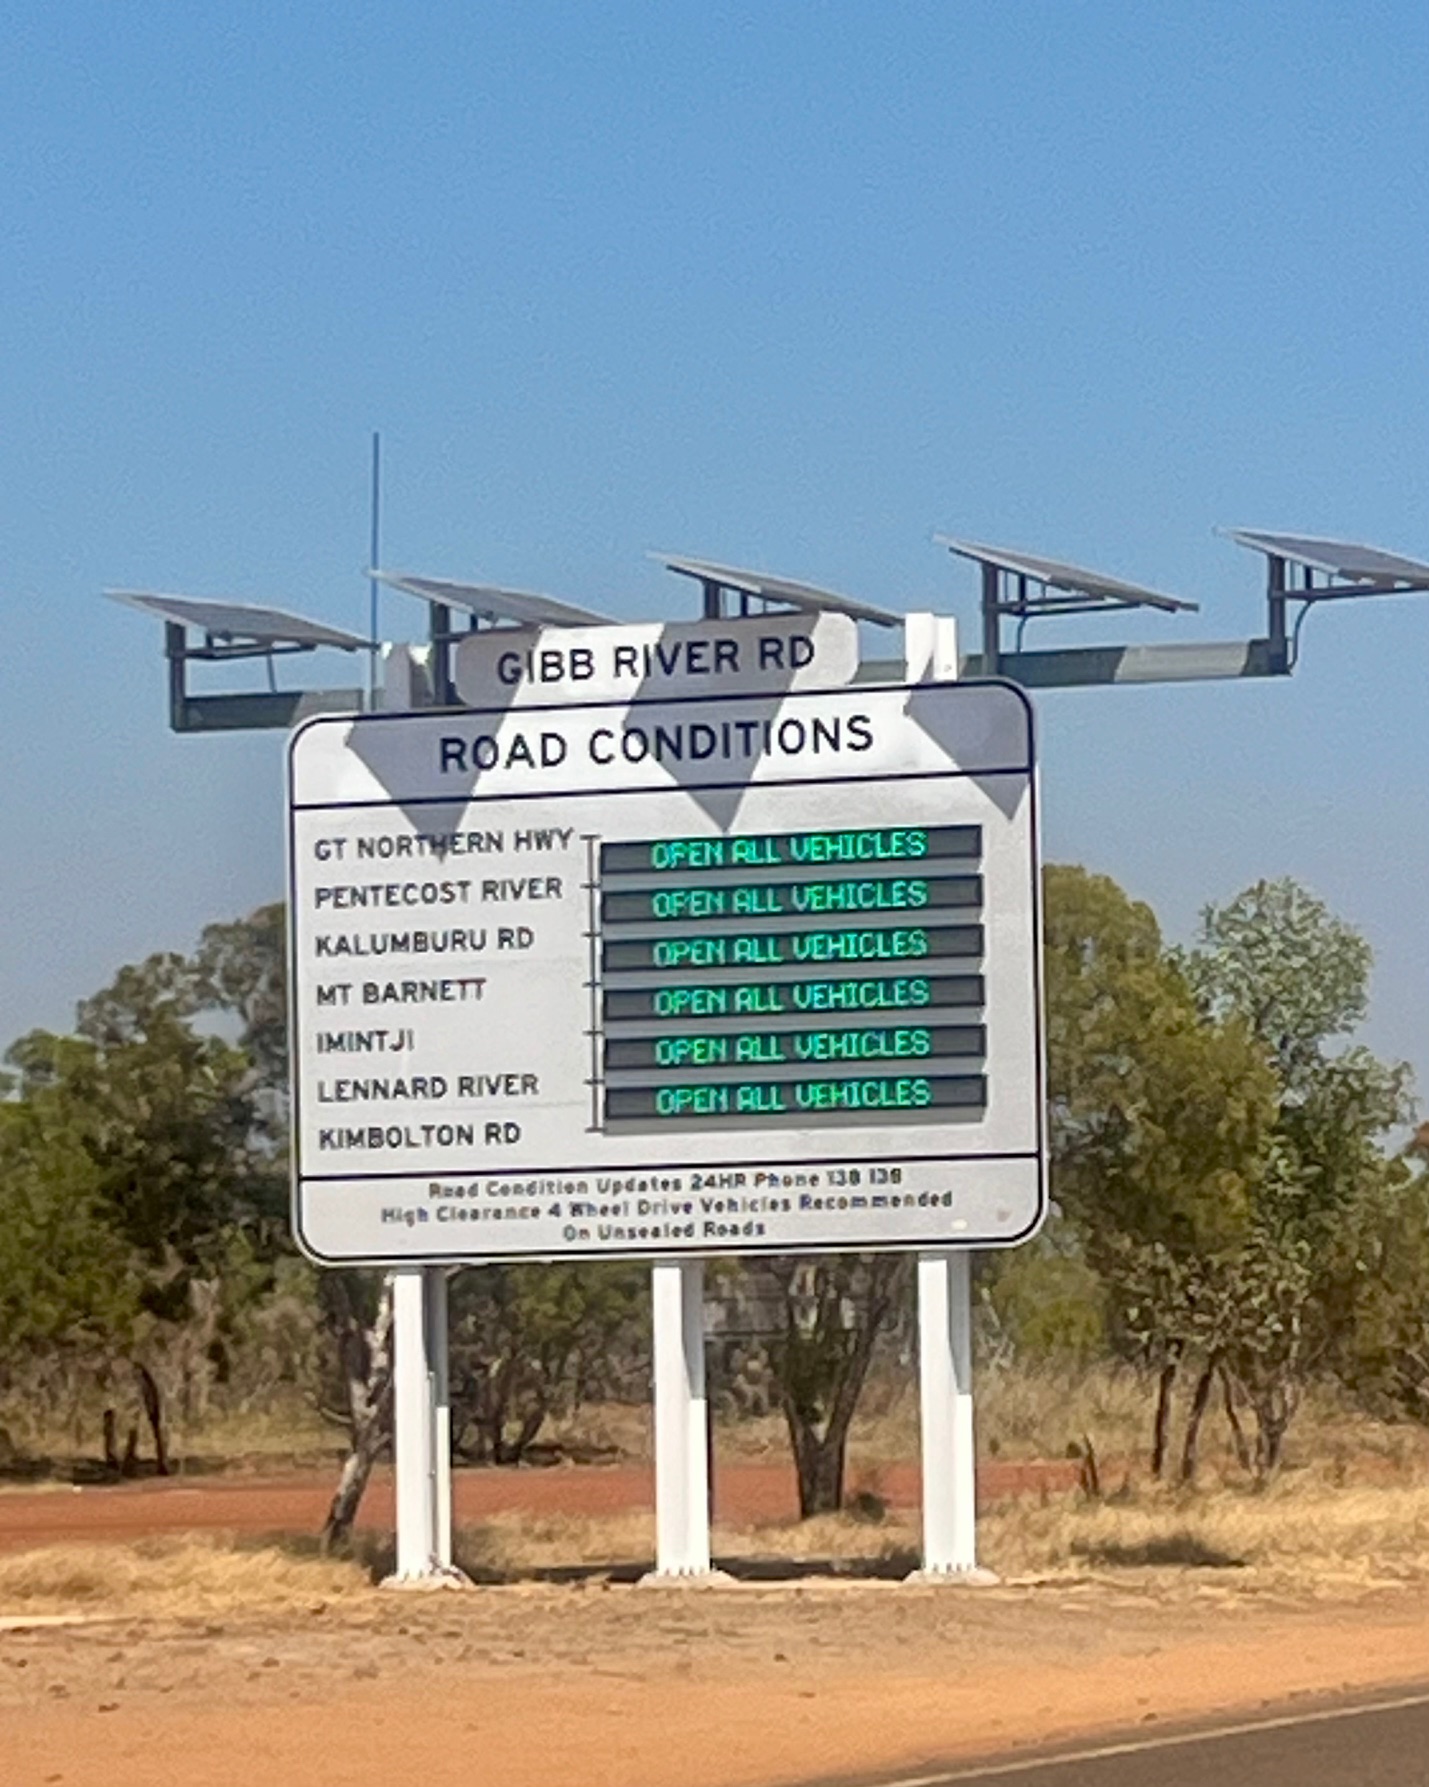 GIBB RIVER RD
ROAD CONDITIONS
GT NORTHERN HWY
OPEN ALL VEHICLES
PENTECOST RIVER
OPEN ALL VEHICLES
KALUMBURU RD
OPEN ALL VEHICLES
MT BARNETT
OPEN ALL VEHICLES
IMINTJI
OPEN ALL VEHICLES
LENNARD RIVER
OPEN ALL VEHICLES
KIMBOLTON RD
Road Condition Updates 24HR Phone 138 138
High Clearance 4 Wheel Drive Vehicles Recommended
On Unsealed Roads